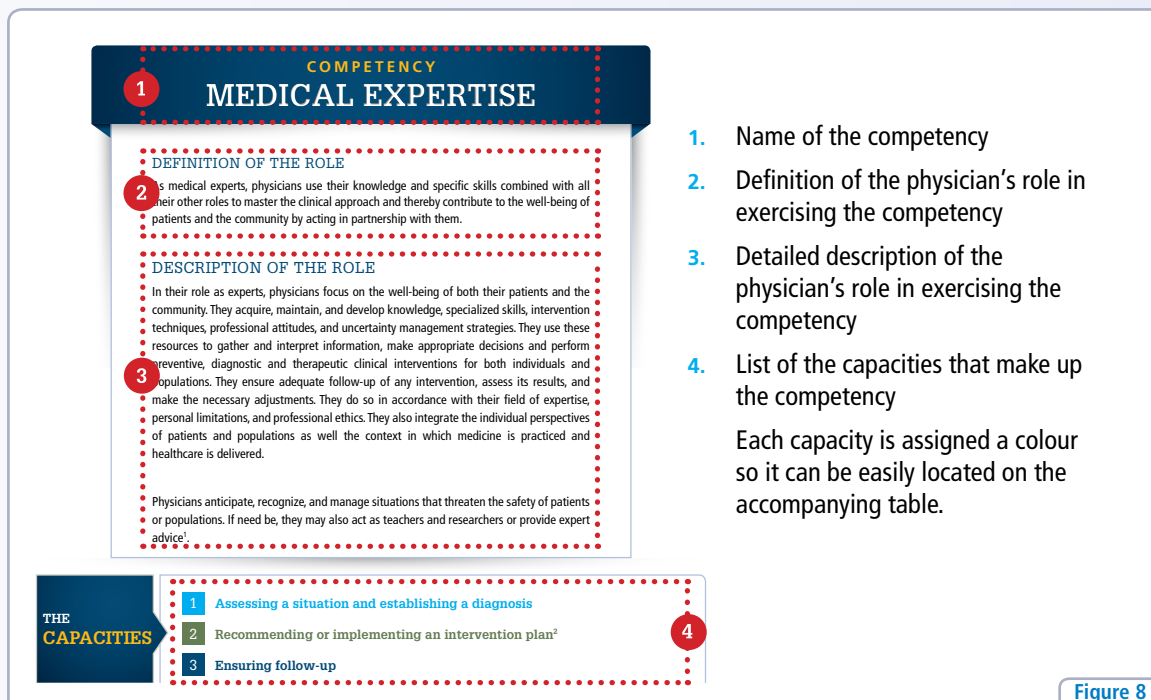 COMPETENCY
1
MEDICAL EXPERTISE
DEFINITION OF THE ROLE
2
s medical experts, physicians use their knowledge and specific skills combined with all
heir other roles to master the clinical approach and thereby contribute to the well-being of
patients and the community by acting in partnership with them.
DESCRIPTION OF THE ROLE
In their role as experts, physicians focus on the well-being of both their patients and the
community. They acquire, maintain, and develop knowledge, specialized skills, intervention
techniques, professional attitudes, and uncertainty management strategies. They use these
resources to gather and interpret information, make appropriate decisions and perform
preventive, diagnostic and therapeutic clinical interventions for both individuals and
3
opulations. They ensure adequate follow-up of any intervention, assess its results, and
make the necessary adjustments. They do so in accordance with their field of expertise,
personal limitations, and professional ethics. They also integrate the individual perspectives
of patients and populations as well the context in which medicine is practiced and
healthcare is delivered.
Physicians anticipate, recognize, and manage situations that threaten the safety of patients
or populations. If need be, they may also act as teachers and researchers or provide expert
advice¹.
THE
CAPACITIES
1 Assessing a situation and establishing a diagnosis
2 Recommending or implementing an intervention plan²
3 Ensuring follow-up
4
1. Name of the competency
2. Definition of the physician's role in
exercising the competency
3. Detailed description of the
physician's role in exercising the
competency
4. List of the capacities that make up
the competency
Each capacity is assigned a colour
so it can be easily located on the
accompanying table.
Figure 8